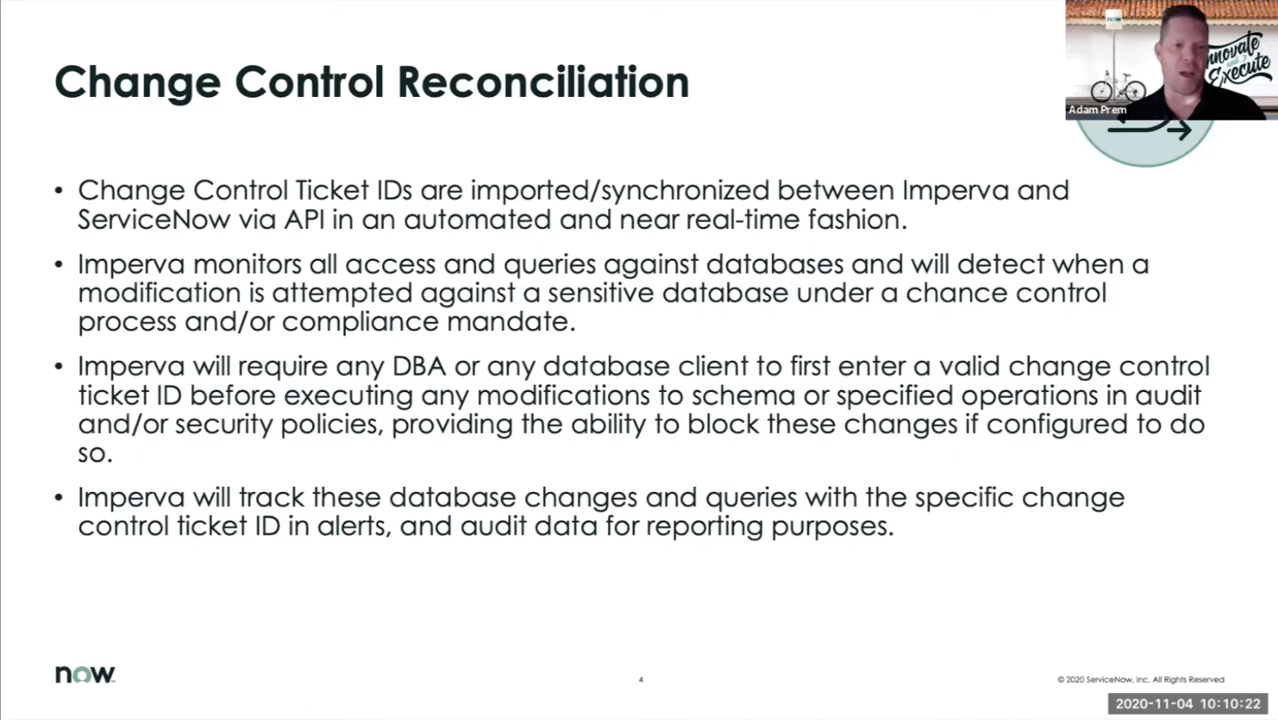 Change Control Reconciliation
now
Innovate
and
Execute
Adam Prem
• Change Control Ticket IDs are imported/synchronized between Imperva and
ServiceNow via API in an automated and near real-time fashion.
• Imperva monitors all access and queries against databases and will detect when a
modification is attempted against a sensitive database under a chance control
process and/or compliance mandate.
• Imperva will require any DBA or any database client to first enter a valid change control
ticket ID before executing any modifications to schema or specified operations in audit
and/or security policies, providing the ability to block these changes if configured to do
so.
• Imperva will track these database changes and queries with the specific change
control ticket ID in alerts, and audit data for reporting purposes.
now
4
© 2020 ServiceNow, Inc. All Rights Reserved
2020-11-04 10:10:22